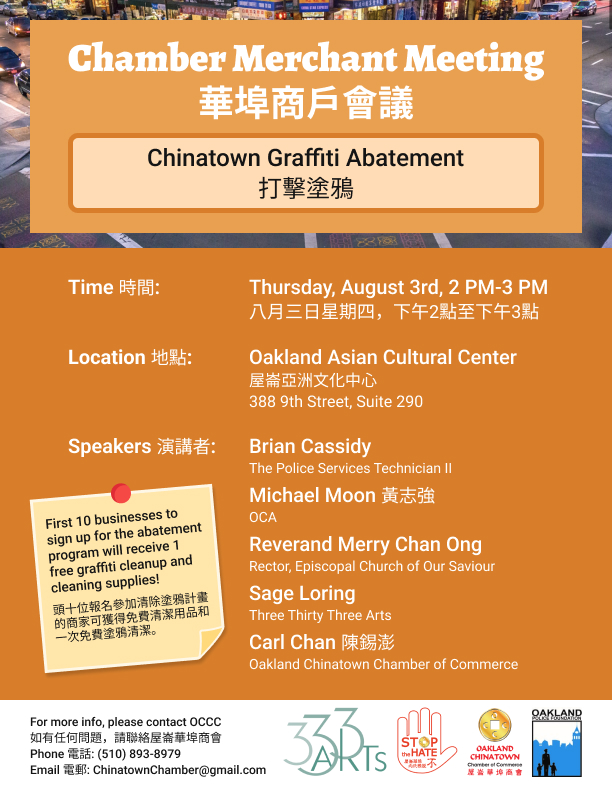 Chamber Merchant Meeting
華埠商戶會議
Chinatown Graffiti Abatement
打擊塗鴉
Time 時間:
Thursday, August 3rd, 2 PM-3 PM
八月三日星期四，下午2點至下午3點
Location 地點:
Oakland Asian Cultural Center
屋崙亞洲文化中心
388 9th Street, Suite 290
Speakers 演講者:
Brian Cassidy
The Police Services Technician II
Michael Moon 黃志強
OCA
Reverand Merry Chan Ong
Rector, Episcopal Church of Our Saviour
Sage Loring
Three Thirty Three Arts
Carl Chan 陳錫澎
Oakland Chinatown Chamber of Commerce
First 10 businesses to
sign up for the abatement
program will receive 1
free graffiti cleanup and
cleaning supplies!
頭十位報名參加清除塗鴉計畫
的商家可獲得免費清潔用品和
一次免費塗鴉清潔。
For more info, please contact OCCC
如有任何問題，請聯絡屋崙華埠商會
Phone 電話: (510) 893-8979
Email 電郵: ChinatownChamber@gmail.com
333
ARTS
STOP
the HATE
不
OAKLAND
CHINATOWN
Chamber of Commerce
屋崙華埠商會
OAKLAND
POLICE FOUNDATION